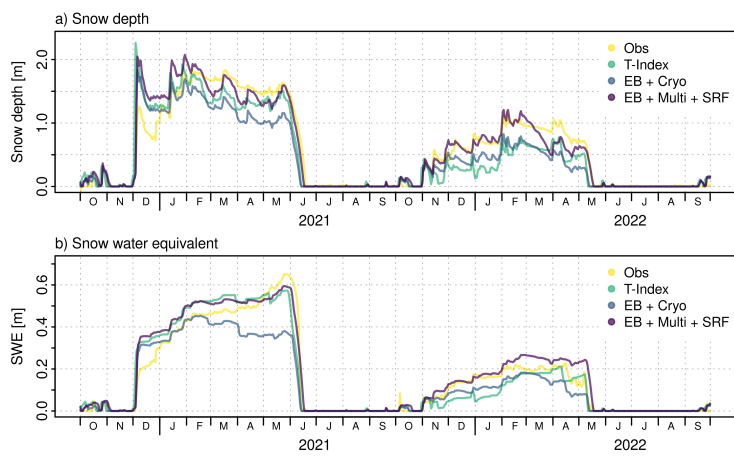 a) Snow depth
Snow depth [m]
2.0
1.0
0.0
Obs
T-Index
EB + Cryo
EB + Multi + SRF
O N D J F M A M J J A S O N D J F M A M J J A S
2021 2022
b) Snow water equivalent
SWE [m]
0.6
0.4
0.2
0.0
Obs
T-Index
EB + Cryo
EB + Multi + SRF
O N D J F M A M J J A S O N D J F M A M J J A S
2021 2022